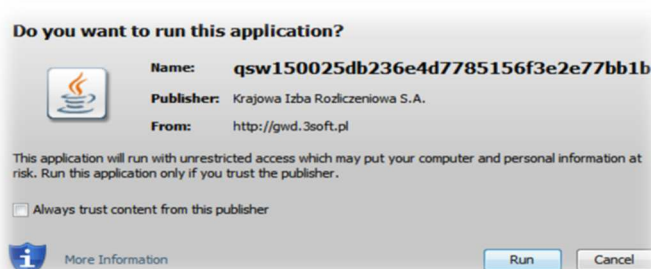 Do you want to run this application?
Name: qsw150025db236e4d7785156f3e2e77bb1b
Publisher: Krajowa Izba Rozliczeniowa S.A.
From: http://gwd.3soft.pl
This application will run with unrestricted access which may put your computer and personal information at
risk. Run this application only if you trust the publisher.
Always trust content from this publisher
More Information
Run Cancel